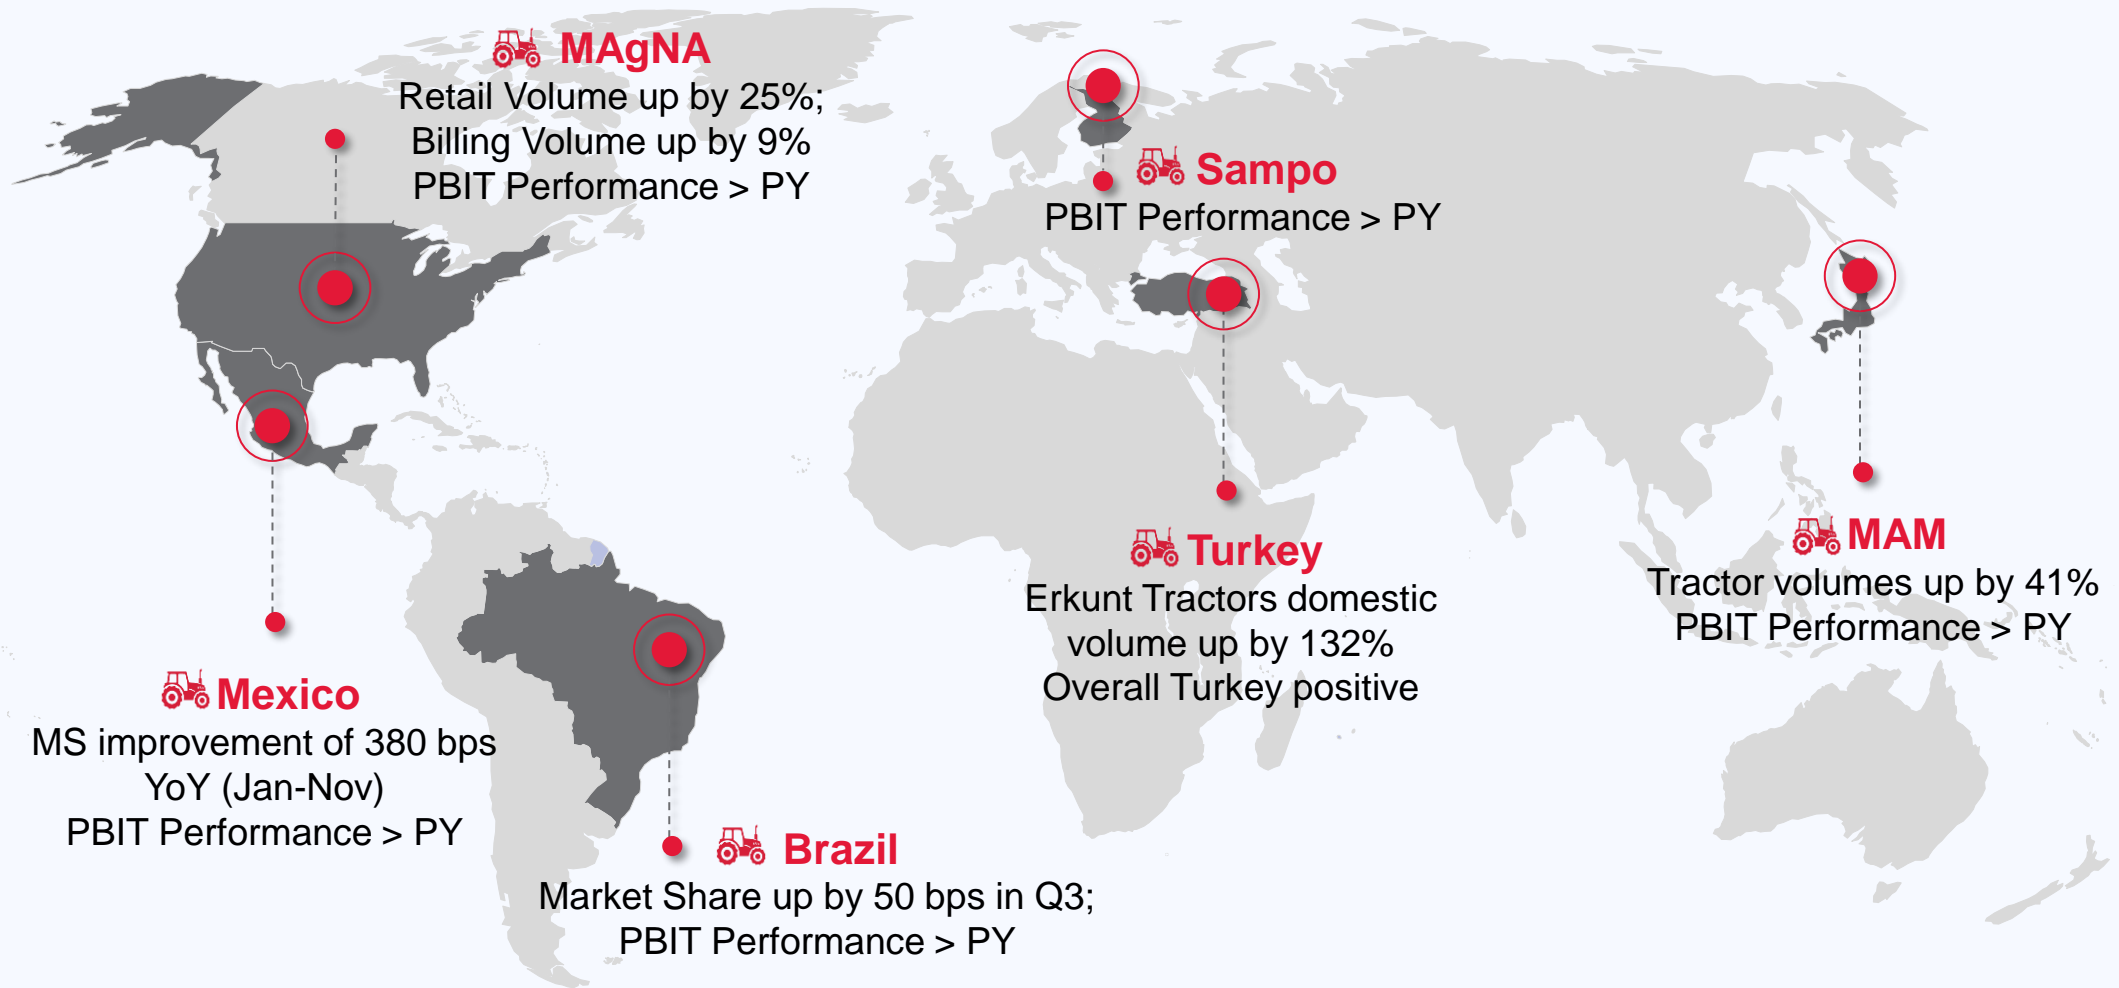 MAgNA
Retail Volume up by 25%;
Billing Volume up by 9%
PBIT Performance > PY
Sampo
PBIT Performance > PY
Turkey
Erkunt Tractors domestic
volume up by 132%
Overall Turkey positive
MAM
Tractor volumes up by 41%
PBIT Performance > PY
Mexico
MS improvement of 380 bps
YoY (Jan-Nov)
PBIT Performance > PY
Brazil
Market Share up by 50 bps in Q3;
PBIT Performance > PY